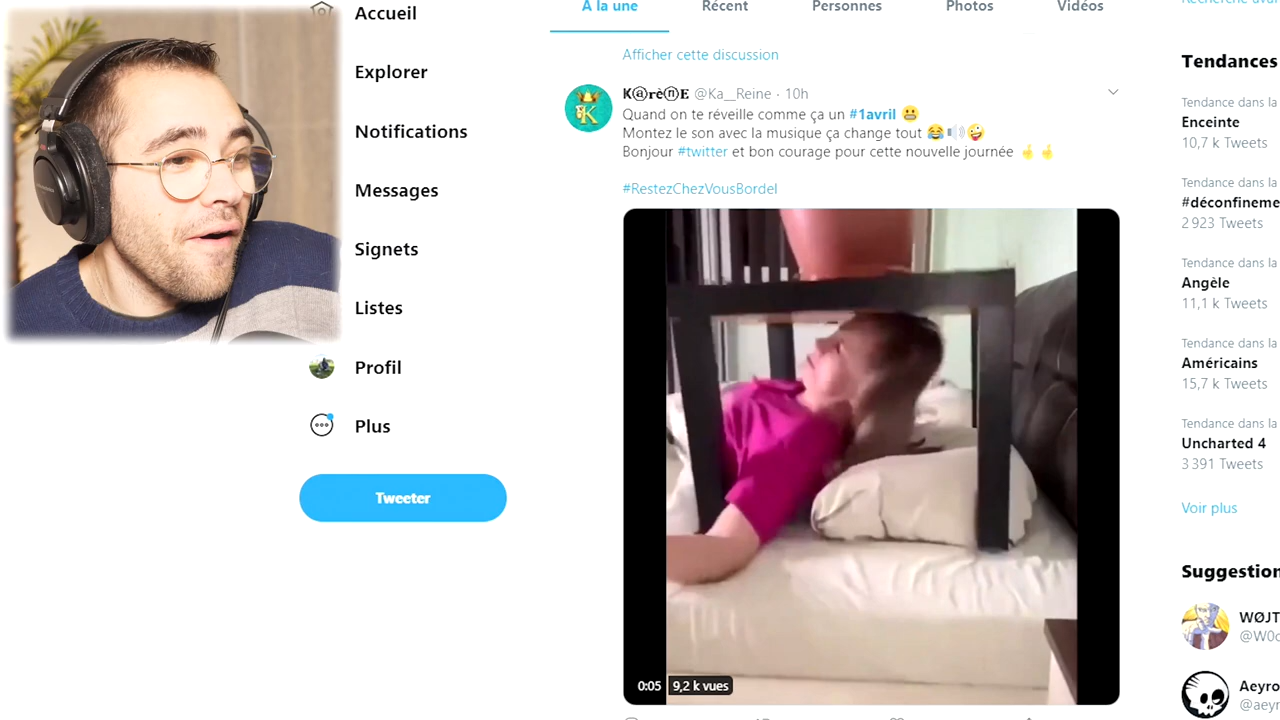 Accueil
Explorer
Notifications
Messages
Signets
Listes
Profil
Plus
Tweeter
À la une
Récent
Personnes
Photos
Vidéos
Afficher cette discussion
KⓐrèⓝE @Ka__Reine · 10h
Quand on te réveille comme ça un #1avril 😬
Montez le son avec la musique ça change tout 😂🔊🤪
Bonjour #twitter et bon courage pour cette nouvelle journée
#RestezChezVousBordel
0:05
9,2 k vues
Tendances
Tendance dans la
Enceinte
10,7 k Tweets
Tendance dans la
#déconfineme
2 923 Tweets
Tendance dans la
Angèle
11,1 k Tweets
Tendance dans la
Américains
15,7 k Tweets
Tendance dans la
Uncharted 4
3 391 Tweets
Voir plus
Suggestion
WØJT
@W0
Aeyro
@aeyr